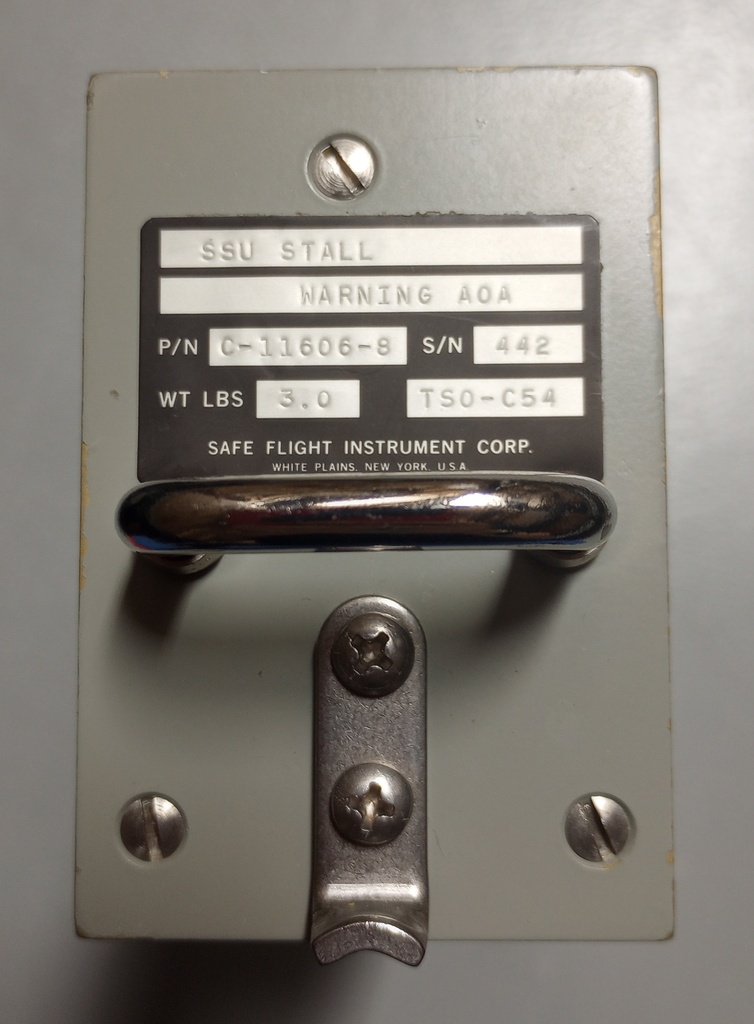 SSU STALL
WARNING AOA
P/N C-11606-8 S/N 442
WT LBS 3.0 TSO-C54
SAFE FLIGHT INSTRUMENT CORP.
WHITE PLAINS, NEW YORK, U.S.A